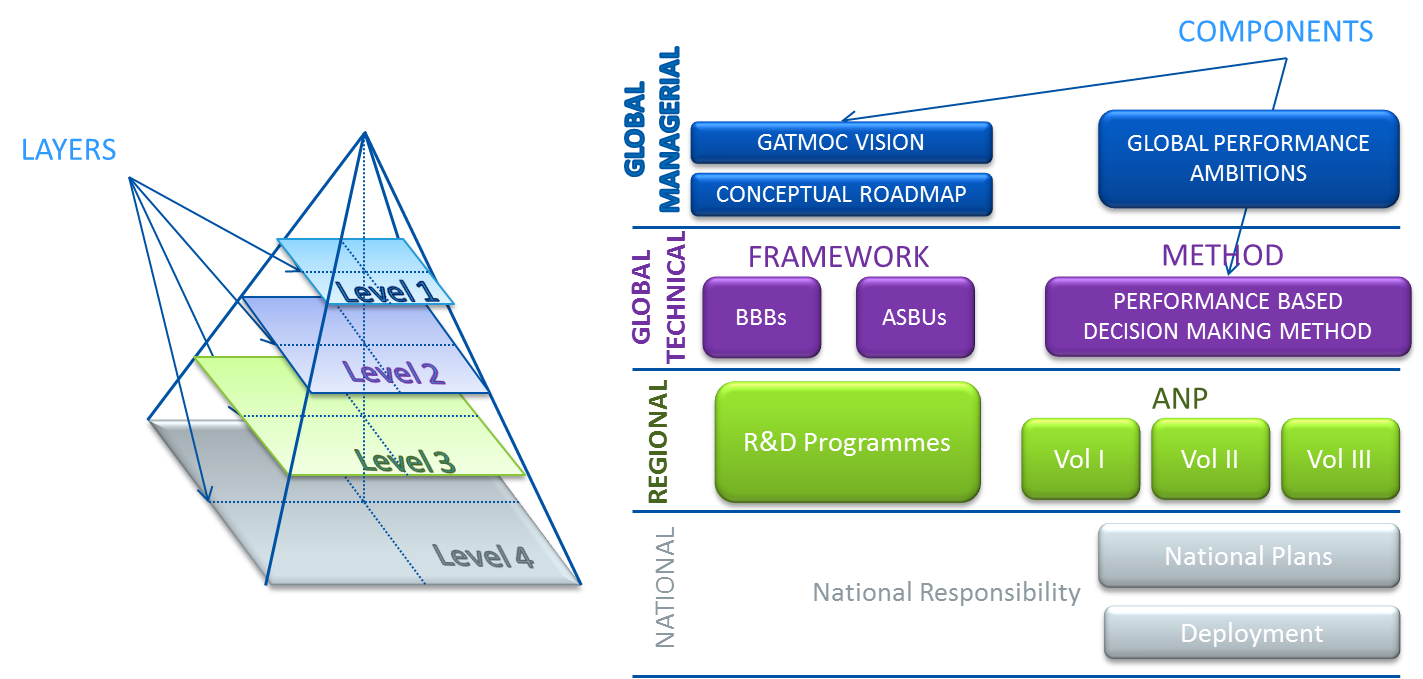 LAYERS
Level 1
Level 2
Level 3
Level 4
COMPONENTS
GLOBAL
MANAGERIAL
GATMOC VISION
CONCEPTUAL ROADMAP
GLOBAL PERFORMANCE
AMBITIONS
GLOBAL
TECHNICAL
FRAMEWORK
BBBs
ASBUs
METHOD
PERFORMANCE BASED
DECISION MAKING METHOD
REGIONAL
R&D Programmes
ANP
Vol I
Vol II
Vol III
NATIONAL
National Responsibility
National Plans
Deployment